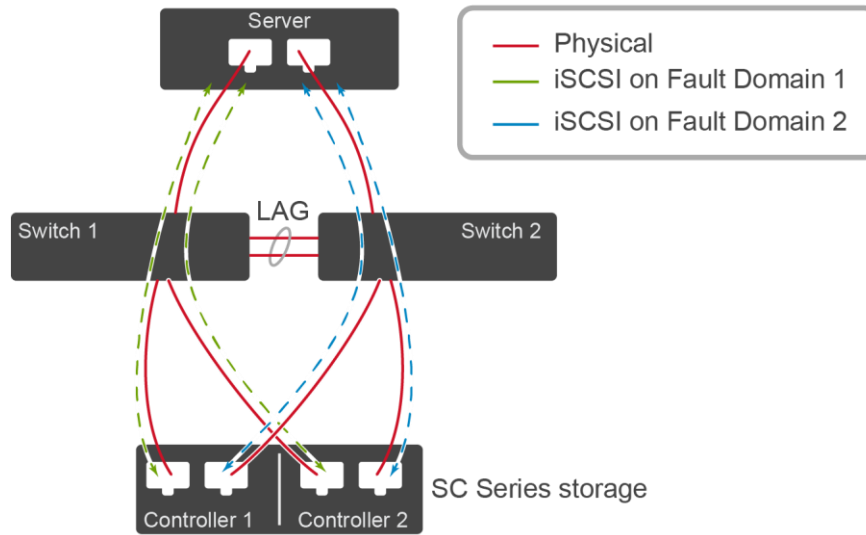 Server
Physical
iSCSI on Fault Domain 1
iSCSI on Fault Domain 2
LAG
Switch 1
Switch 2
SC Series storage
Controller 1
Controller 2